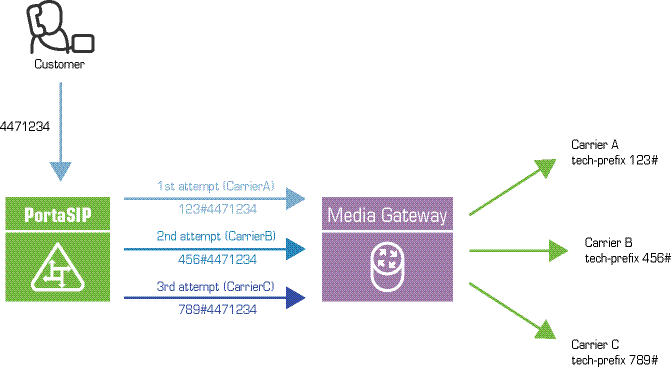 Customer
4471234
PortaSIP
1st attempt (CarrierA)
123#4471234
2nd attempt (CarrierB)
456#4471234
3rd attempt (CarrierC)
789#4471234
Media Gateway
Carrier A
tech-prefix 123#
Carrier B
tech-prefix 456#
Carrier C
tech-prefix 789#